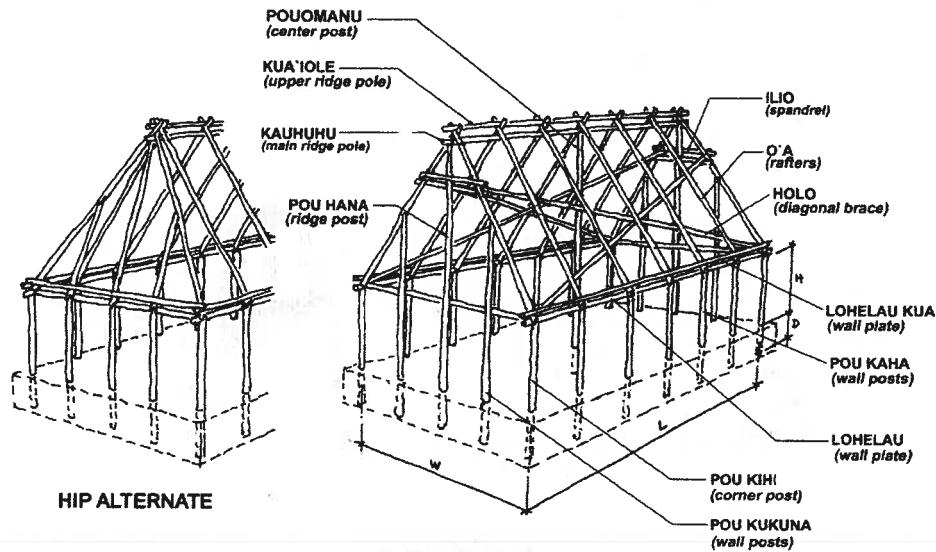 POUOMANU
(center post)
KUA`IOLE
(upper ridge pole)
KAUHUHU
(main ridge pole)
POU HANA
(ridge post)
ILIO
(spandrel)
O`A
(rafters)
HOLO
(diagonal brace)
H
D
LOHELAU KUA
(wall plate)
POU KAHA
(wall posts)
L
LOHELAU
(wall plate)
W
POU KIHI
(corner post)
POU KUKUNA
(wall posts)
HIP ALTERNATE